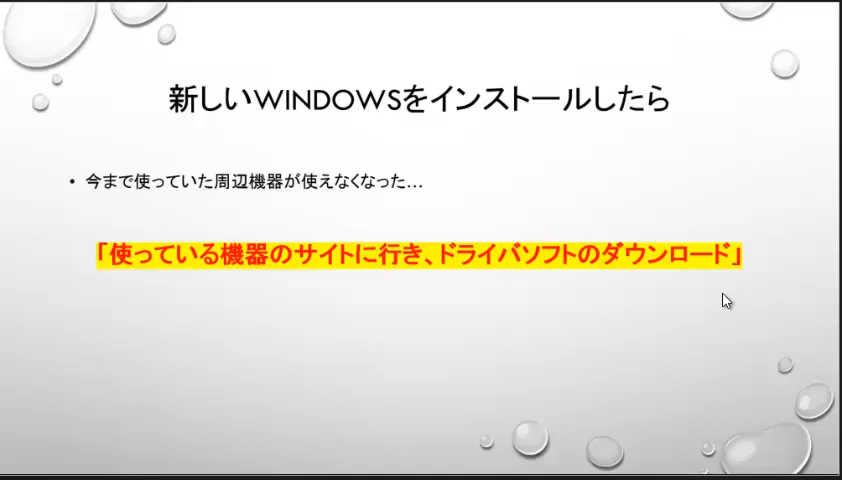 新しいWINDOWSをインストールしたら
• 今まで使っていた周辺機器が使えなくなった…
「使っている機器のサイトに行き、ドライバソフトのダウンロード」